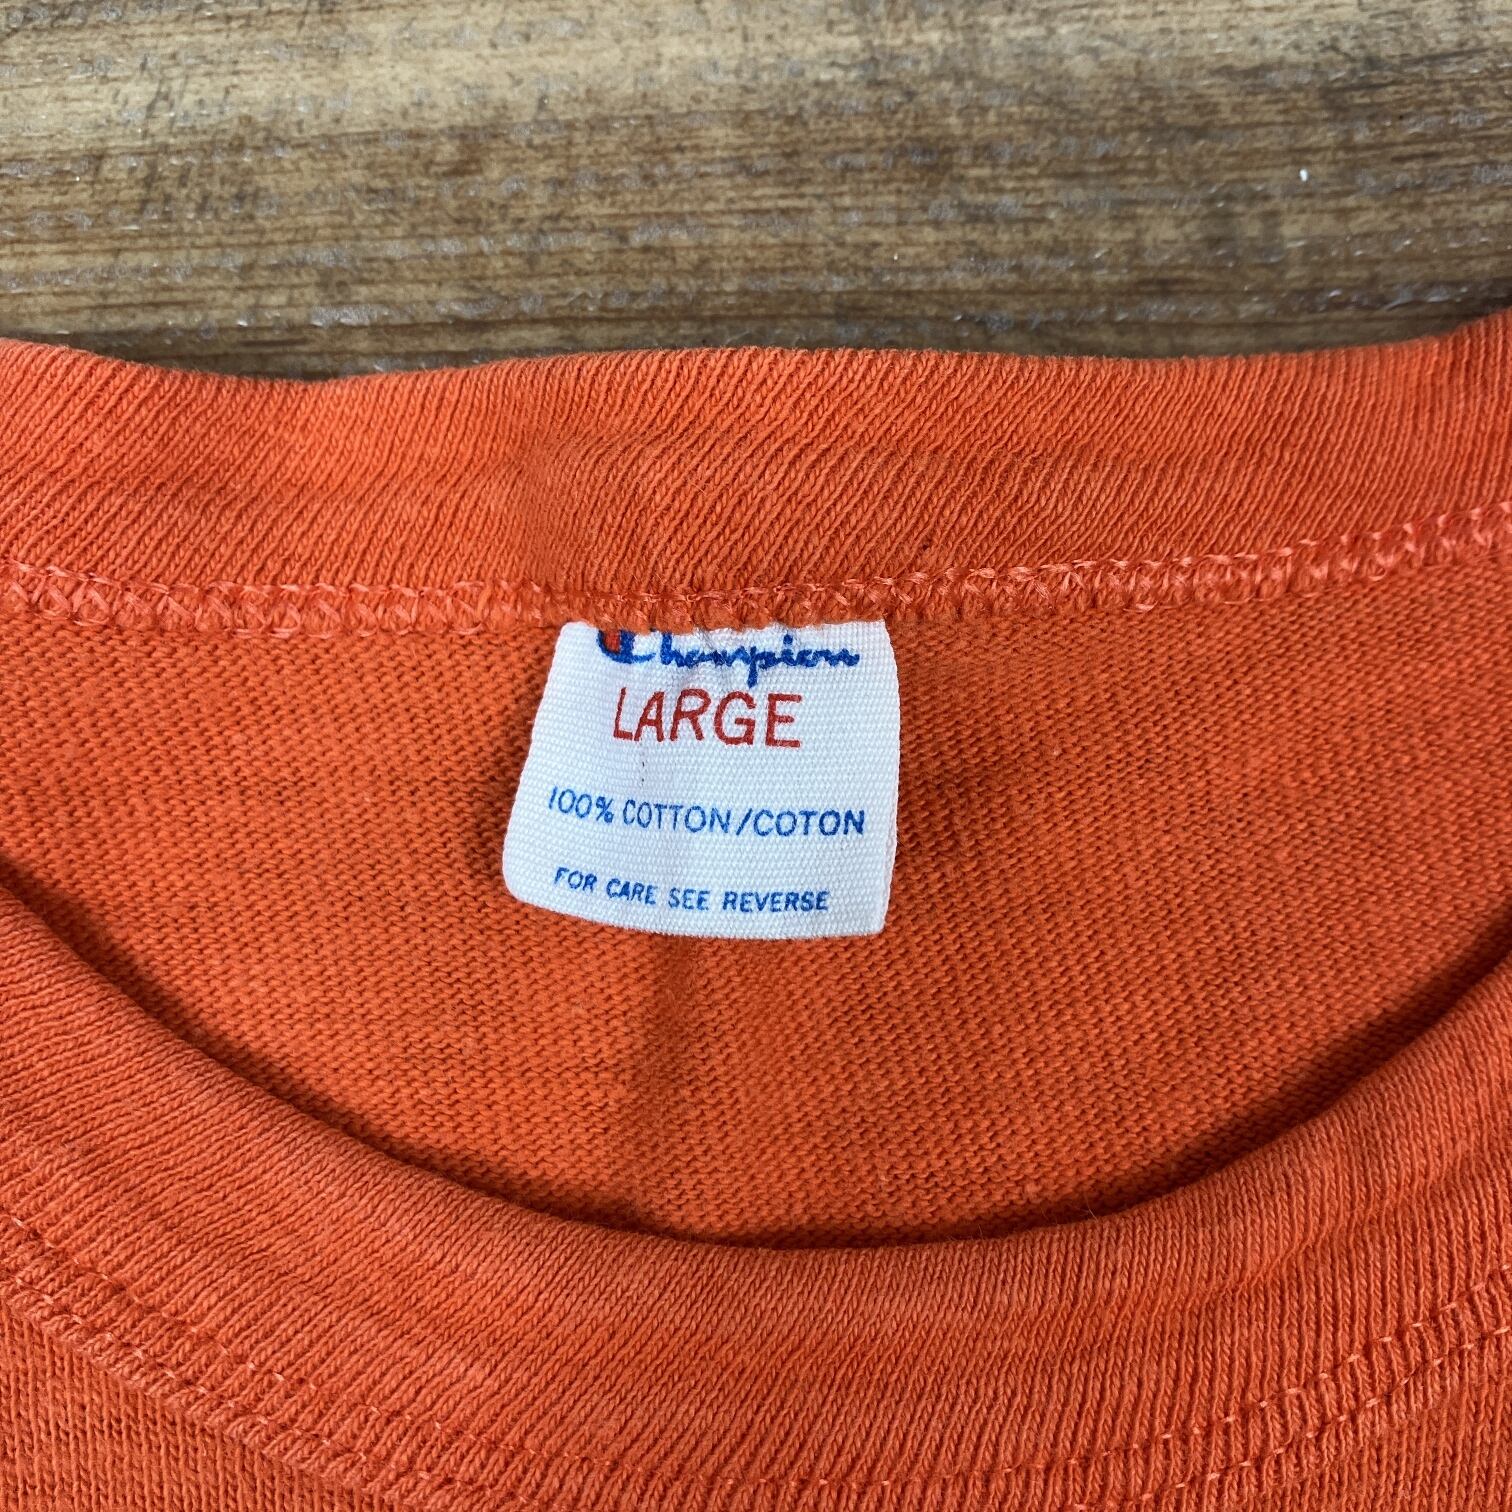 Champion
LARGE
100% COTTON/COTON
FOR CARE SEE REVERSE